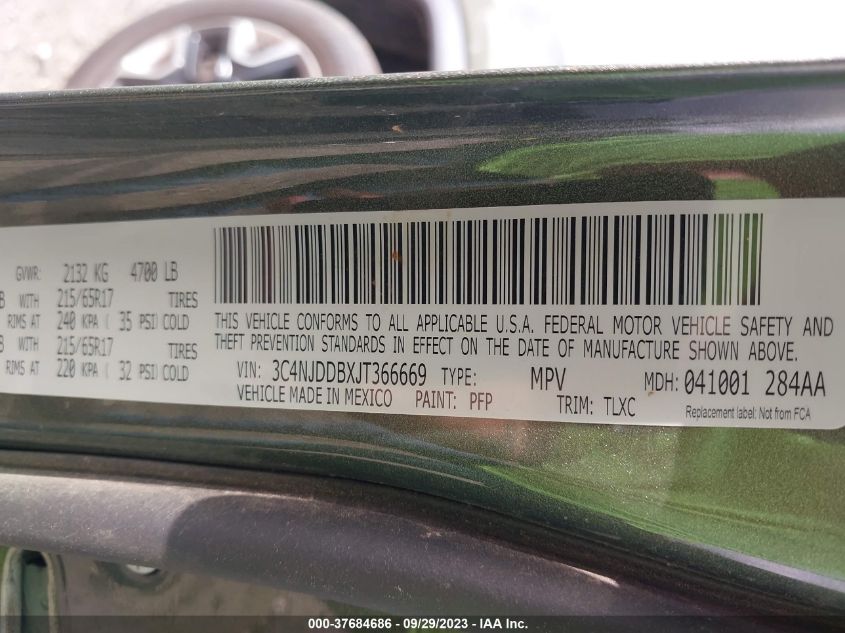 GVWR: 2132 KG 4700 LB
B WITH 215/65R17 TIRES
RIMS AT 240 KPA ( 35 PSI) COLD
B WITH 215/65R17 TIRES
RIMS AT 220 KPA ( 32 PSI) COLD
THIS VEHICLE CONFORMS TO ALL APPLICABLE U.S.A. FEDERAL MOTOR VEHICLE SAFETY AND
THEFT PREVENTION STANDARDS IN EFFECT ON THE DATE OF MANUFACTURE SHOWN ABOVE.
VIN: 3C4NJDDBXJT366669 TYPE: MPV MDH: 041001 284AA
VEHICLE MADE IN MEXICO PAINT: PFP TRIM: TLXC Replacement label: Not from FCA
000-37684686 - 09/29/2023 - IAA Inc.